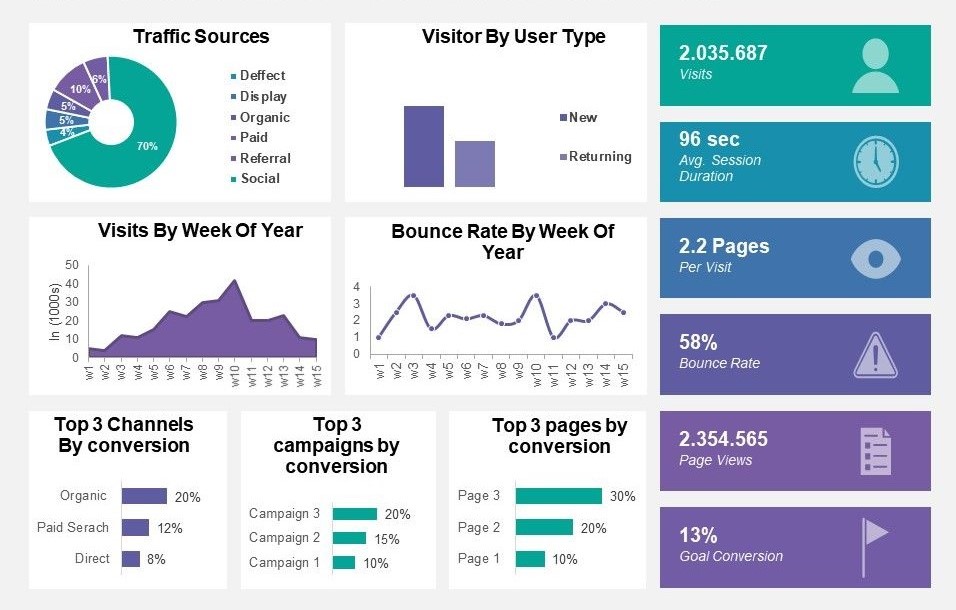 Traffic Sources
6%
10%
5%
5%
4%
70%
Deffect
Display
Organic
Paid
Referral
Social
Visitor By User Type
New
Returning
2.035.687
Visits
96 sec
Avg. Session
Duration
Visits By Week Of Year
In (1000s)
50
40
30
20
10
0
w1
w2
w3
w4
w5
w6
w7
w8
w9
w10
w11
w12
w13
w14
w15
Bounce Rate By Week Of
Year
4
3
2
1
0
w1
w2
w3
w4
w5
w6
w7
w8
w9
w10
w11
w12
w13
w14
w15
2.2 Pages
Per Visit
58%
Bounce Rate
Top 3 Channels
By conversion
Organic 20%
Paid Serach 12%
Direct 8%
Top 3
campaigns by
conversion
Campaign 3 20%
Campaign 2 15%
Campaign 1 10%
Top 3 pages by
conversion
Page 3 30%
Page 2 20%
Page 1 10%
2.354.565
Page Views
13%
Goal Conversion